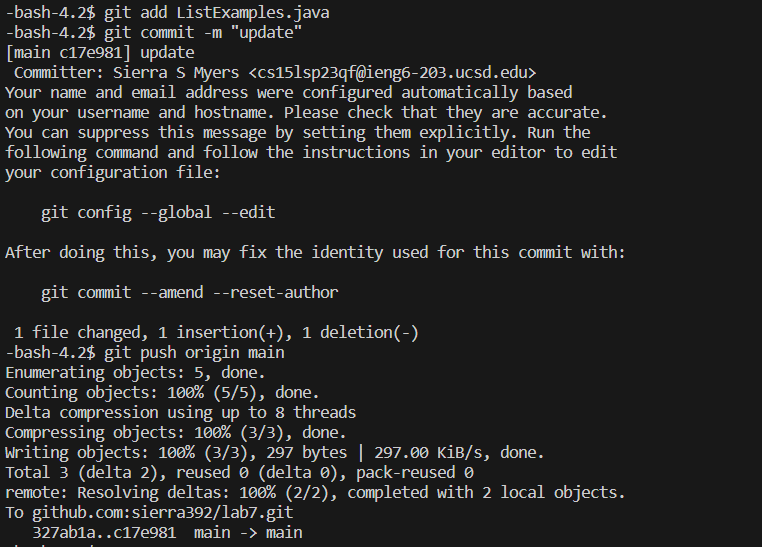 -bash-4.2$ git add ListExamples.java
-bash-4.2$ git commit -m "update"
[main c17e981] update
 Committer: Sierra S Myers <cs15lsp23qf@ieng6-203.ucsd.edu>
Your name and email address were configured automatically based
on your username and hostname. Please check that they are accurate.
You can suppress this message by setting them explicitly. Run the
following command and follow the instructions in your editor to edit
your configuration file:

    git config --global --edit

After doing this, you may fix the identity used for this commit with:

    git commit --amend --reset-author

 1 file changed, 1 insertion(+), 1 deletion(-)
-bash-4.2$ git push origin main
Enumerating objects: 5, done.
Counting objects: 100% (5/5), done.
Delta compression using up to 8 threads
Compressing objects: 100% (3/3), done.
Writing objects: 100% (3/3), 297 bytes | 297.00 KiB/s, done.
Total 3 (delta 2), reused 0 (delta 0), pack-reused 0
remote: Resolving deltas: 100% (2/2), completed with 2 local objects.
To github.com:sierra392/lab7.git
   327ab1a..c17e981  main -> main